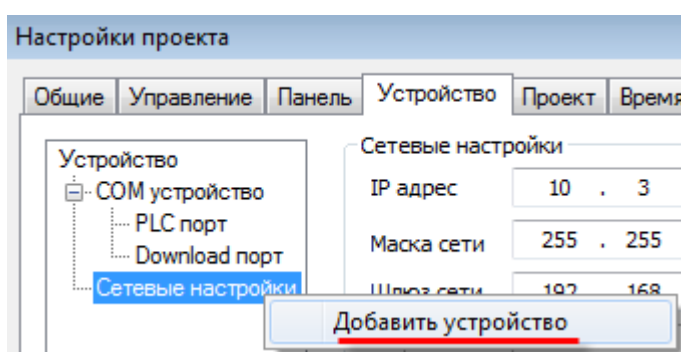 Настройки проекта
Общие Управление Панель Устройство Проект Время
Устройство
COM устройство
PLC порт
Download порт
Сетевые настройки
Сетевые настройки
IP адрес 10 . 3
Маска сети 255 . 255
Шлюз сети 192 168
Добавить устройство